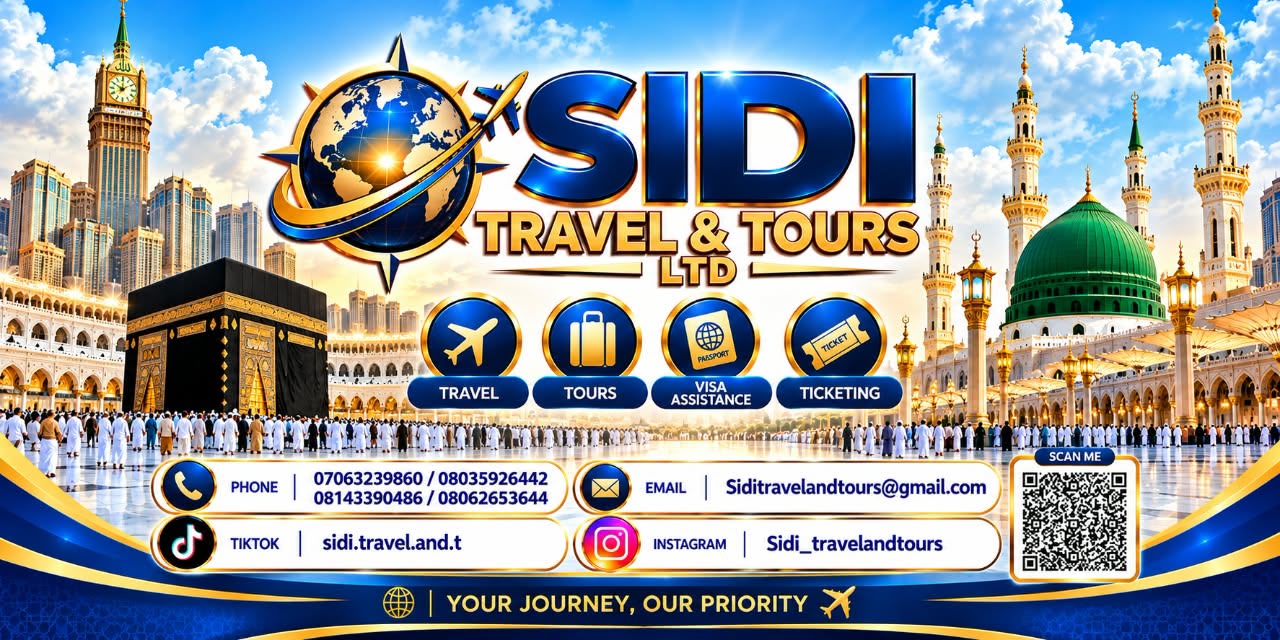 SIDI
TRAVEL & TOURS
LTD
PASSPORT
TICKET
TRAVEL
TOURS
VISA
ASSISTANCE
TICKETING
SCAN ME
PHONE
07063239860 / 08035926442
08143390486 / 08062653644
EMAIL
Siditravelandtours@gmail.com
TIKTOK
sidi.travel.and.t
INSTAGRAM
Sidi_travelandtours
YOUR JOURNEY, OUR PRIORITY